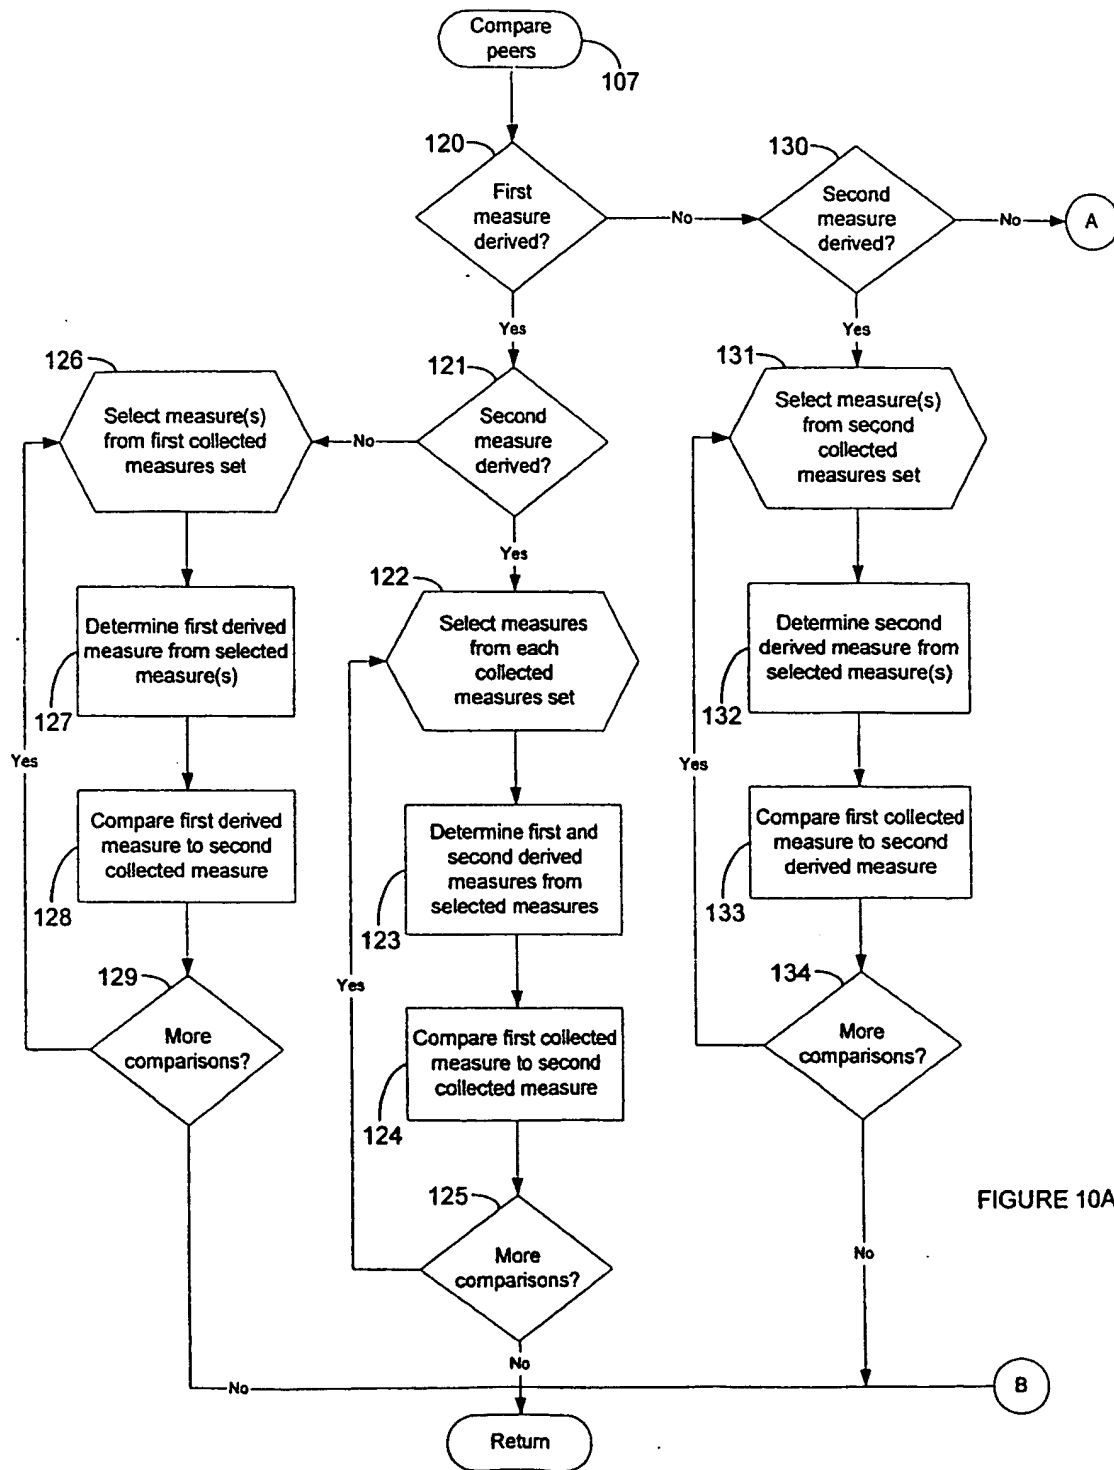 Compare
peers
107
120
First
measure
derived?
No
130
Second
measure
derived?
No
A
Yes
Yes
126
Select measure(s)
from first collected
measures set
No
121
Second
measure
derived?
131
Select measure(s)
from second
collected
measures set
Yes
122
Select measures
from each
collected
measures set
Determine first derived
measure from selected
measure(s)
127
Determine second
derived measure from
selected measure(s)
132
Yes
Yes
Compare first derived
measure to second
collected measure
128
Determine first and
second derived
measures from
selected measures
123
Compare first collected
measure to second
derived measure
133
129
More
comparisons?
Yes
134
More
comparisons?
Compare first collected
measure to second
collected measure
124
125
More
comparisons?
FIGURE 10A
No
No
No
B
Return